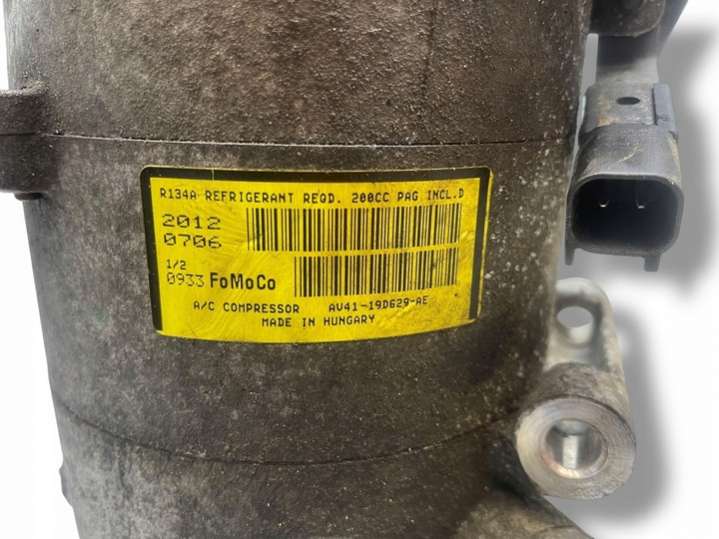 R134A REFRIGERANT REQD. 200CC PAG INCL.D
2012
0706
1/2
0933 FoMoCo
A/C COMPRESSOR AV41-19D629-AE
MADE IN HUNGARY